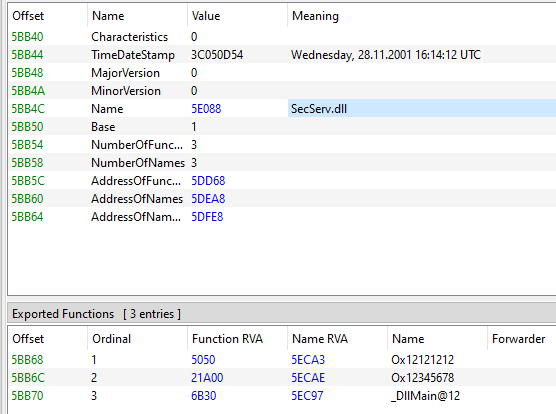 Offset Name Value Meaning
5BB40 Characteristics 0
5BB44 TimeDateStamp 3C050D54 Wednesday, 28.11.2001 16:14:12 UTC
5BB48 MajorVersion 0
5BB4A MinorVersion 0
5BB4C Name 5E088 SecServ.dll
5BB50 Base 1
5BB54 NumberOfFunc... 3
5BB58 NumberOfNames 3
5BB5C AddressOfFunc... 5DD68
5BB60 AddressOfNames 5DEA8
5BB64 AddressOfNam... 5DFE8
Exported Functions [ 3 entries ]
Offset Ordinal Function RVA Name RVA Name Forwarder
5BB68 1 5050 5ECA3 Ox12121212
5BB6C 2 21A00 5ECAE Ox12345678
5BB70 3 6B30 5EC97 _DllMain@12